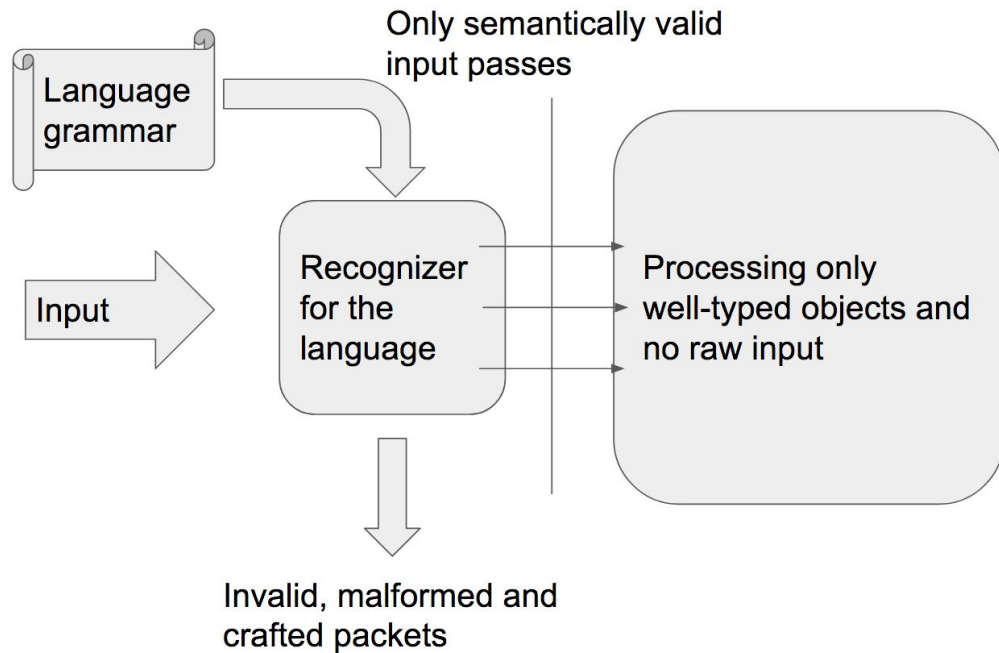 Only semantically valid
input passes
Language
grammar
Input
Recognizer
for the
language
Processing only
well-typed objects and
no raw input
Invalid, malformed and
crafted packets